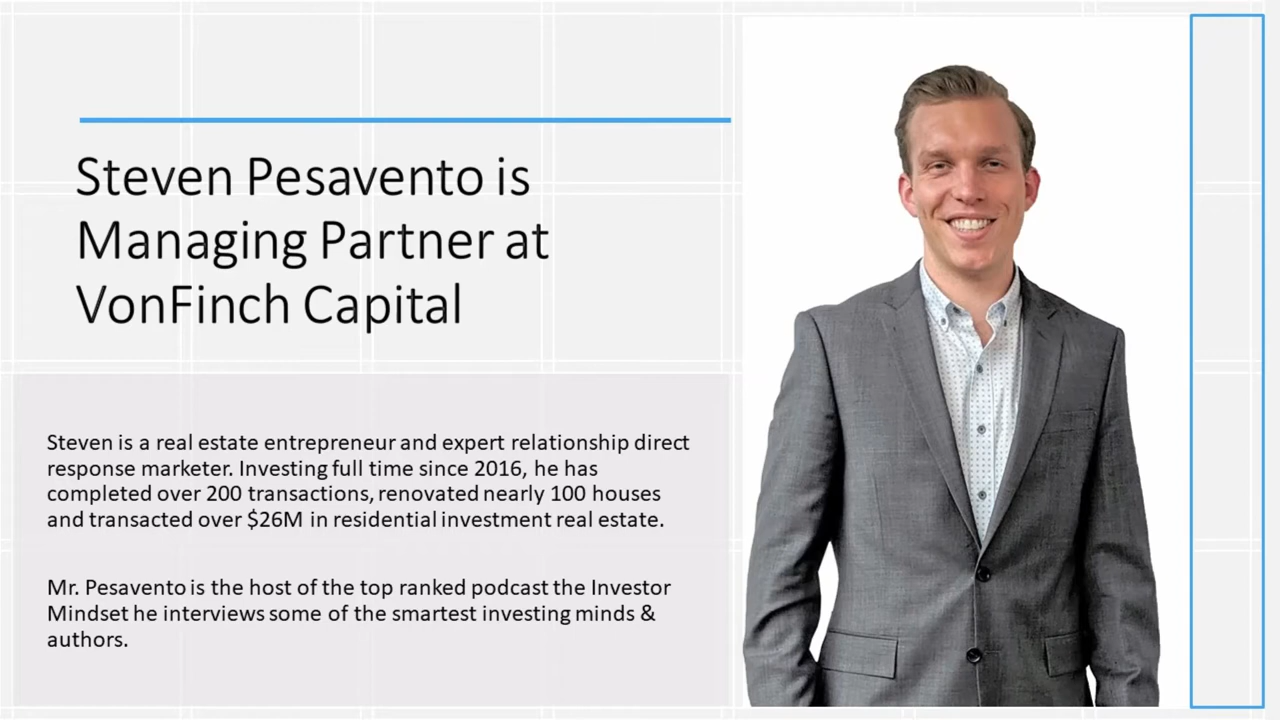 Steven Pesavento is
Managing Partner at
VonFinch Capital
Steven is a real estate entrepreneur and expert relationship direct
response marketer. Investing full time since 2016, he has
completed over 200 transactions, renovated nearly 100 houses
and transacted over $26M in residential investment real estate.
Mr. Pesavento is the host of the top ranked podcast the Investor
Mindset he interviews some of the smartest investing minds &
authors.